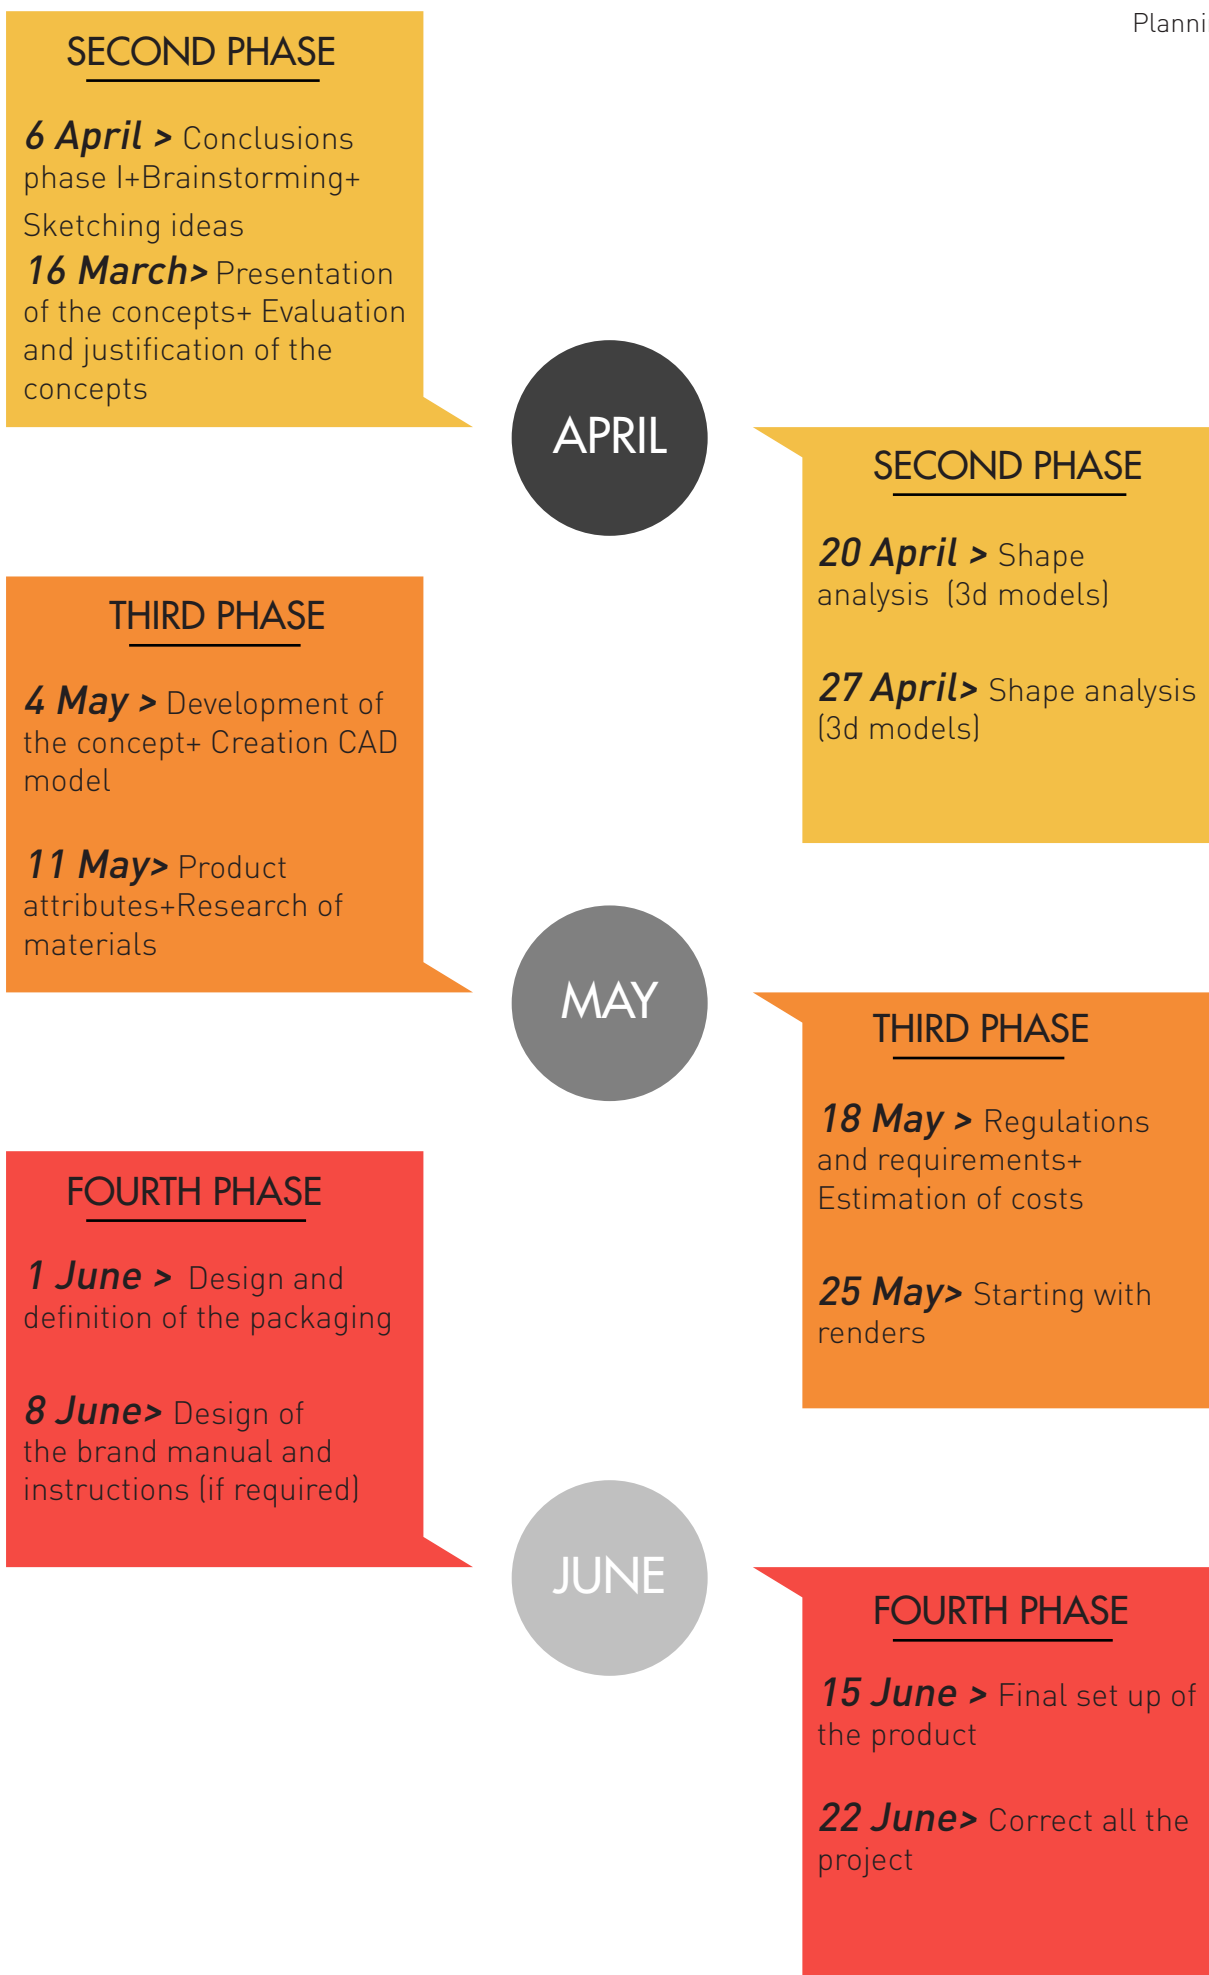 Planni
SECOND PHASE
6 April > Conclusions
phase I+Brainstorming+
Sketching ideas
16 March> Presentation
of the concepts+ Evaluation
and justification of the
concepts
APRIL
SECOND PHASE
20 April > Shape
analysis (3d models)
27 April> Shape analysis
(3d models)
THIRD PHASE
4 May > Development of
the concept+ Creation CAD
model
11 May> Product
attributes+Research of
materials
MAY
THIRD PHASE
18 May > Regulations
and requirements+
Estimation of costs
25 May> Starting with
renders
FOURTH PHASE
1 June > Design and
definition of the packaging
8 June> Design of
the brand manual and
instructions (if required)
JUNE
FOURTH PHASE
15 June > Final set up of
the product
22 June> Correct all the
project